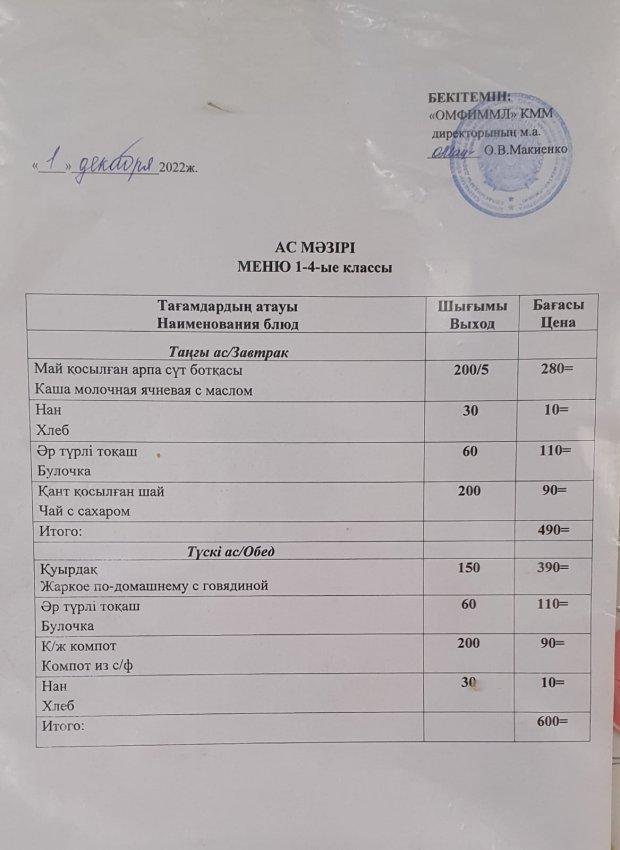 БЕКІТЕМІН:
«ОМФИММЛ» КММ
директорының м.а.
О.В.Макиенко
« 1 » декабря 2022ж.
АС МӘЗІРІ
МЕНЮ 1-4-ые классы
Тағамдардың атауы Шығымы Бағасы
Наименования блюд Выход Цена
Таңғы ас/Завтрак
Май қосылған арпа сүт ботқасы 200/5 280=
Каша молочная ячневая с маслом
Нан 30 10=
Хлеб
Әр түрлі тоқаш 60 110=
Булочка
Қант қосылған шай 200 90=
Чай с сахаром
Итого: 490=
Түскі ас/Обед
Қуырдақ 150 390=
Жаркое по-домашнему с говядиной
Әр түрлі тоқаш 60 110=
Булочка
К/ж компот 200 90=
Компот из с/ф
Нан 30 10=
Хлеб
Итого: 600=